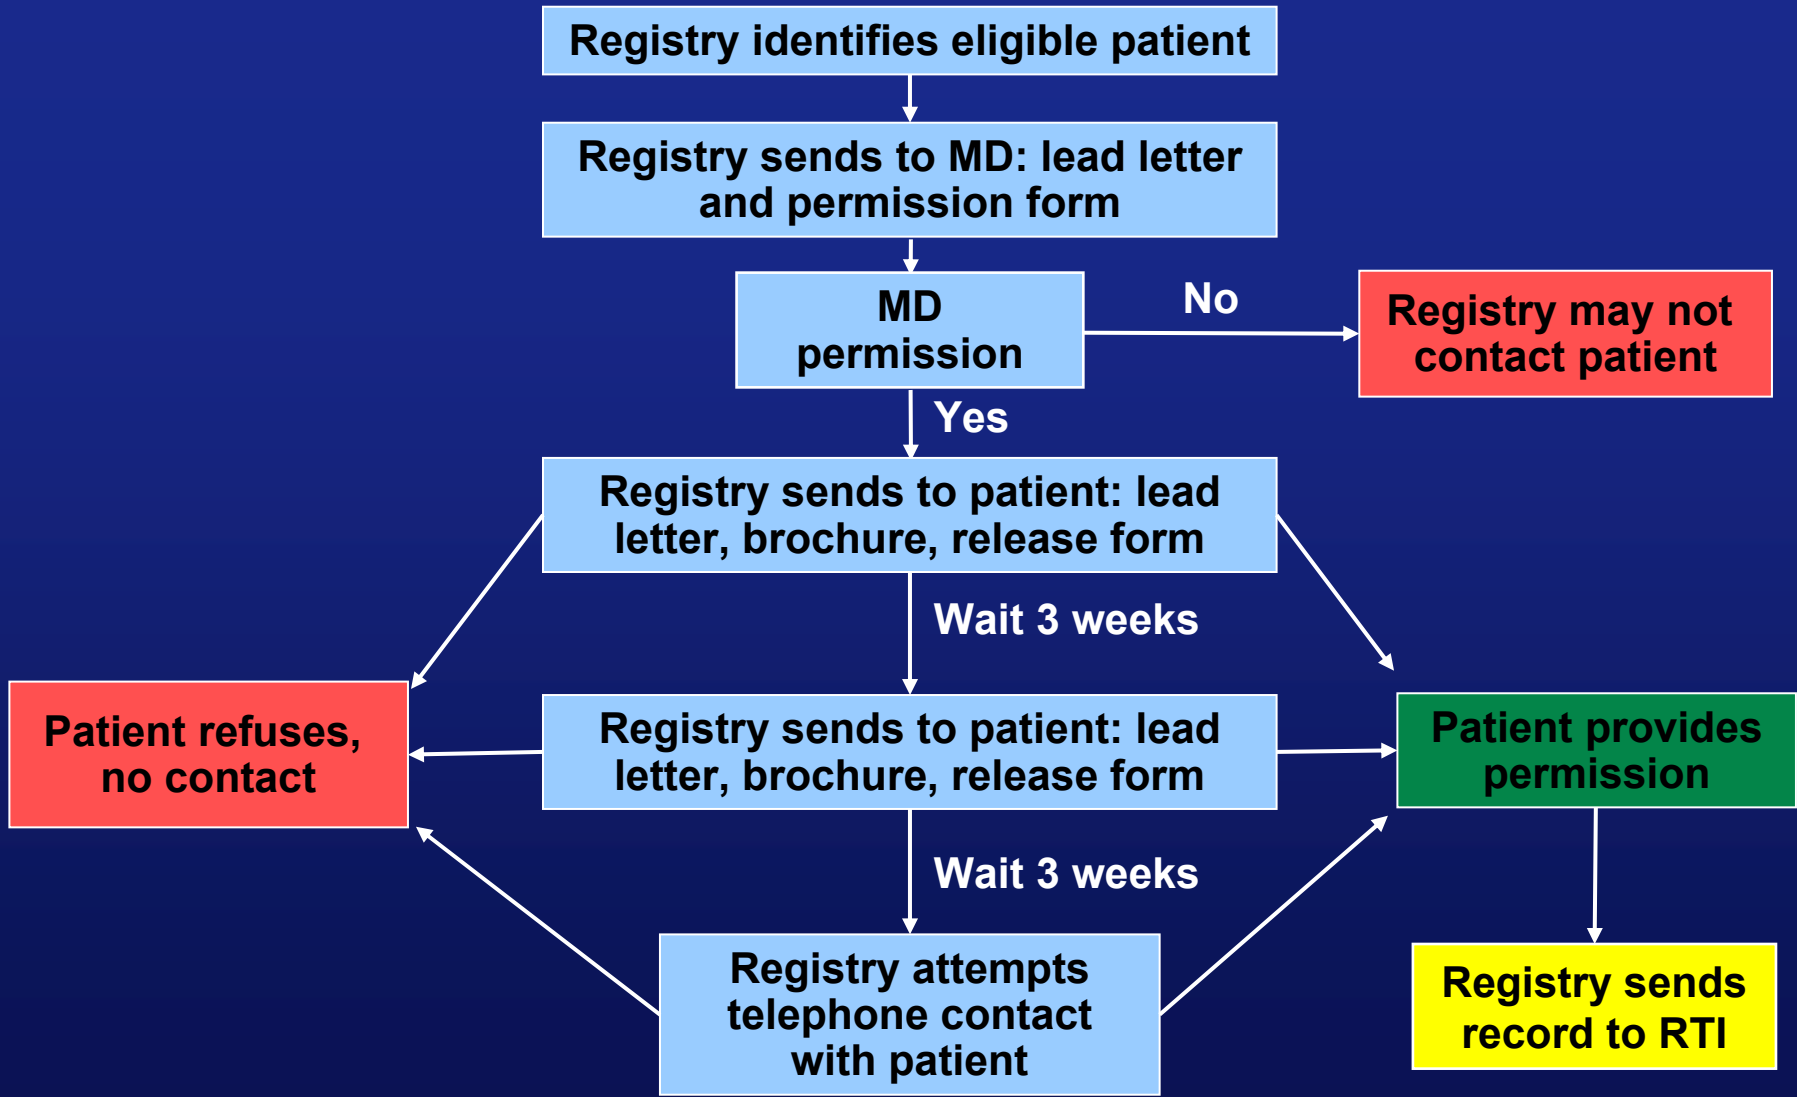 Registry identifies eligible patient
Registry sends to MD: lead letter
and permission form
MD
permission
No
Registry may not
contact patient
Yes
Registry sends to patient: lead
letter, brochure, release form
Wait 3 weeks
Patient refuses,
no contact
Registry sends to patient: lead
letter, brochure, release form
Patient provides
permission
Wait 3 weeks
Registry attempts
telephone contact
with patient
Registry sends
record to RTI